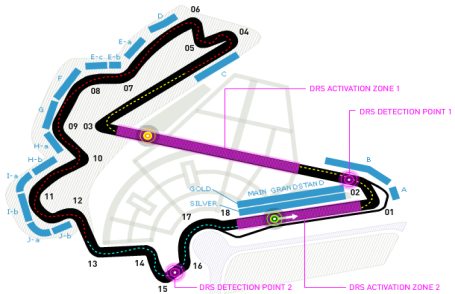 06
D
05
04
E-a
E-c
E-b
C
07
F
08
DRS ACTIVATION ZONE 1
G
09
03
DRS DETECTION POINT 1
H-a
H-b
10
B
I-a
GOLD
MAIN GRANDSTAND
02
A
SILVER
11
12
17
18
01
I-b
J-a
J-b
13
14
16
15
DRS DETECTION POINT 2
DRS ACTIVATION ZONE 2